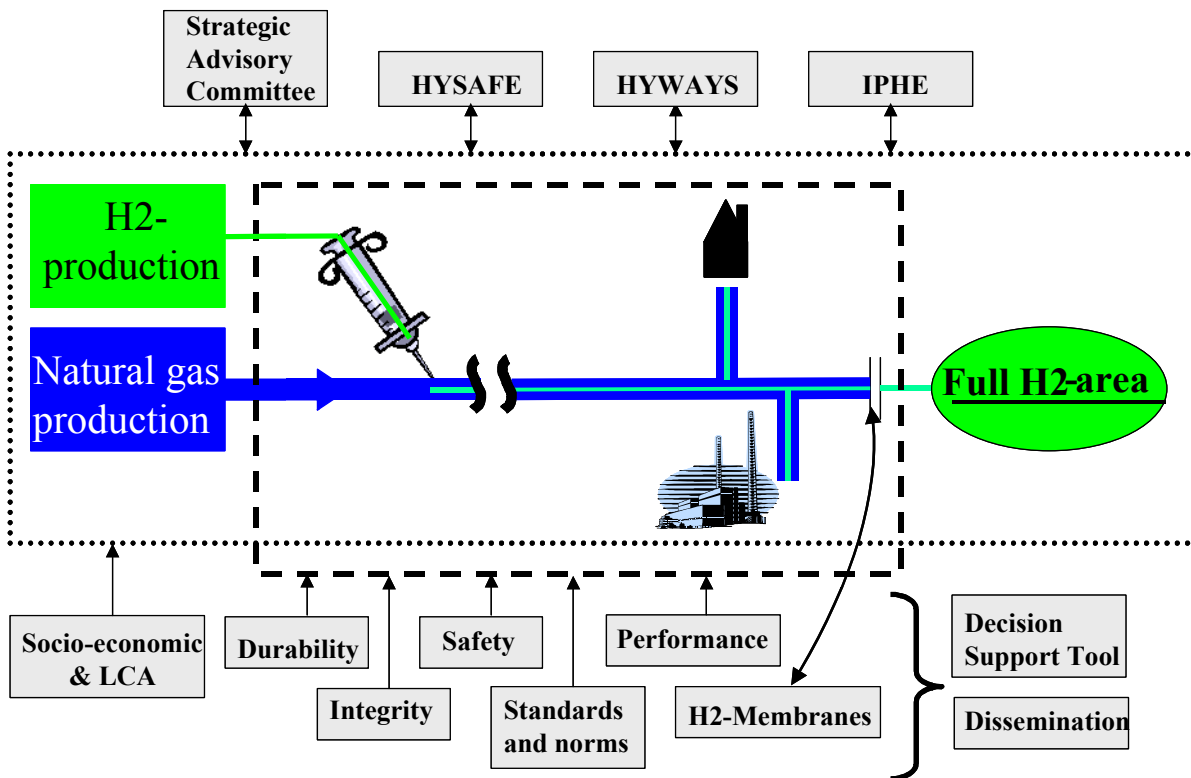 Strategic
Advisory
Committee
HYSAFE
HYWAYS
IPHE
H2-
production
Natural gas
production
Full H2-area
Socio-economic
& LCA
Durability
Integrity
Safety
Standards
and norms
Performance
H2-Membranes
Decision
Support Tool
Dissemination